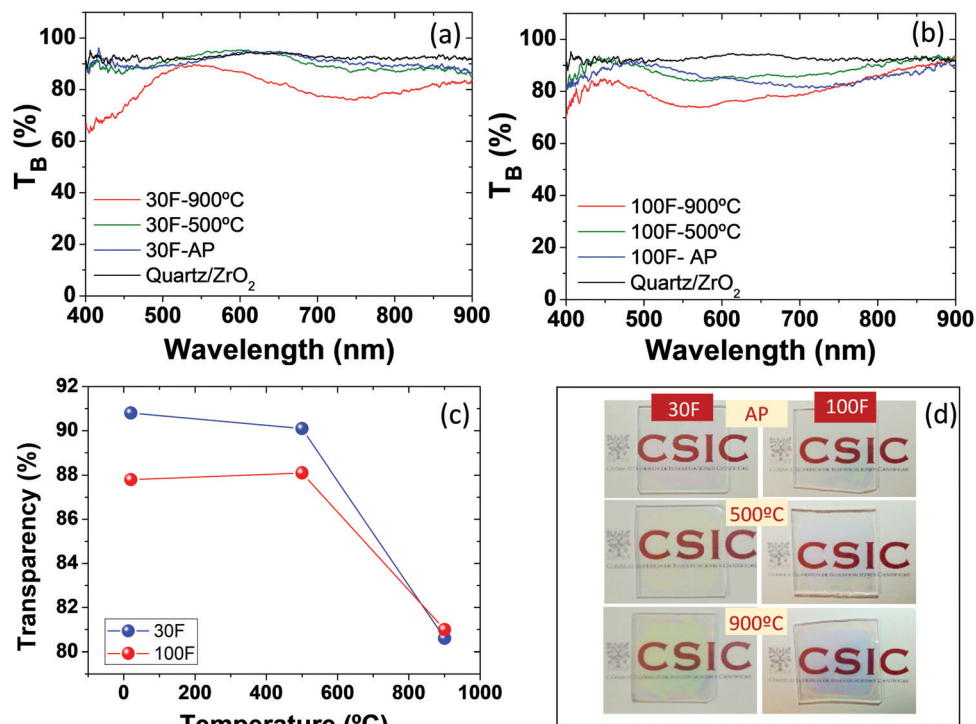 (a)
100
80
60
40
20
0
T_B (%)
30F-900ºC
30F-500ºC
30F-AP
Quartz/ZrO₂
400 500 600 700 800 900
Wavelength (nm)
(b)
100
80
60
40
20
0
T_B (%)
100F-900ºC
100F-500ºC
100F- AP
Quartz/ZrO₂
400 500 600 700 800 900
Wavelength (nm)
(c)
92
90
88
86
84
82
80
Transparency (%)
30F
100F
0 200 400 600 800 1000
Temperature (ºC)
(d)
30F AP 100F
CSIC
CSIC
500ºC
CSIC
CSIC
900ºC
CSIC
CSIC